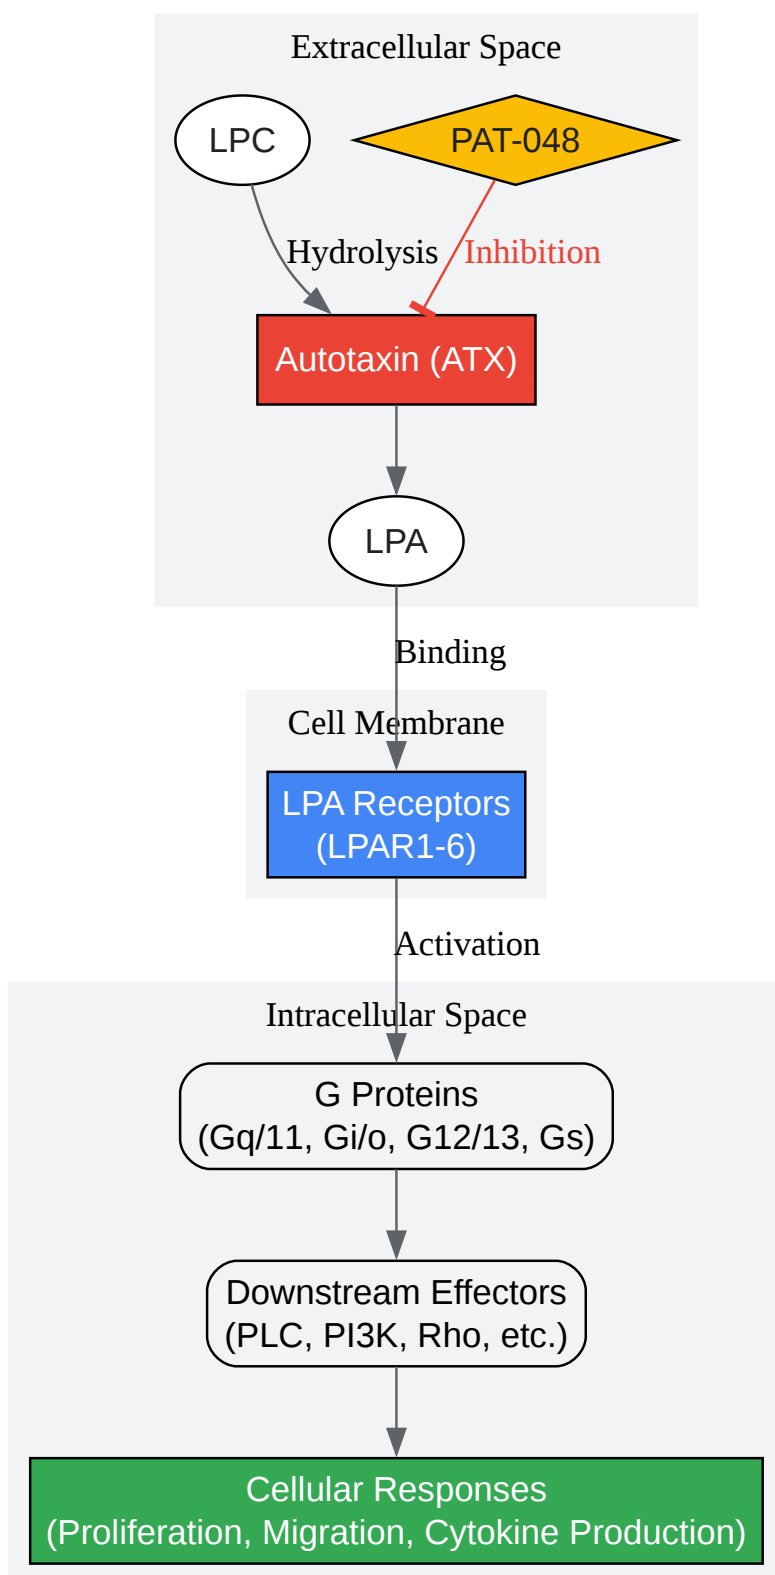 Extracellular Space
LPC
PAT-048
Hydrolysis
Inhibition
Autotaxin (ATX)
LPA
Binding
Cell Membrane
LPA Receptors
(LPAR1-6)
Activation
Intracellular Space
G Proteins
(Gq/11, Gi/o, G12/13, Gs)
Downstream Effectors
(PLC, PI3K, Rho, etc.)
Cellular Responses
(Proliferation, Migration, Cytokine Production)